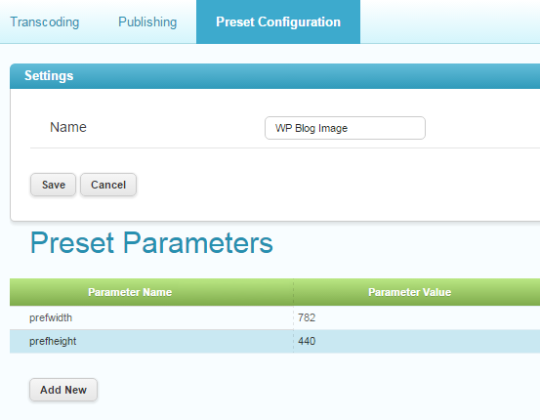 Transcoding Publishing Preset Configuration
Settings
Name WP Blog Image
Save Cancel
Preset Parameters
Parameter Name Parameter Value
prefwidth 782
prefheight 440
Add New